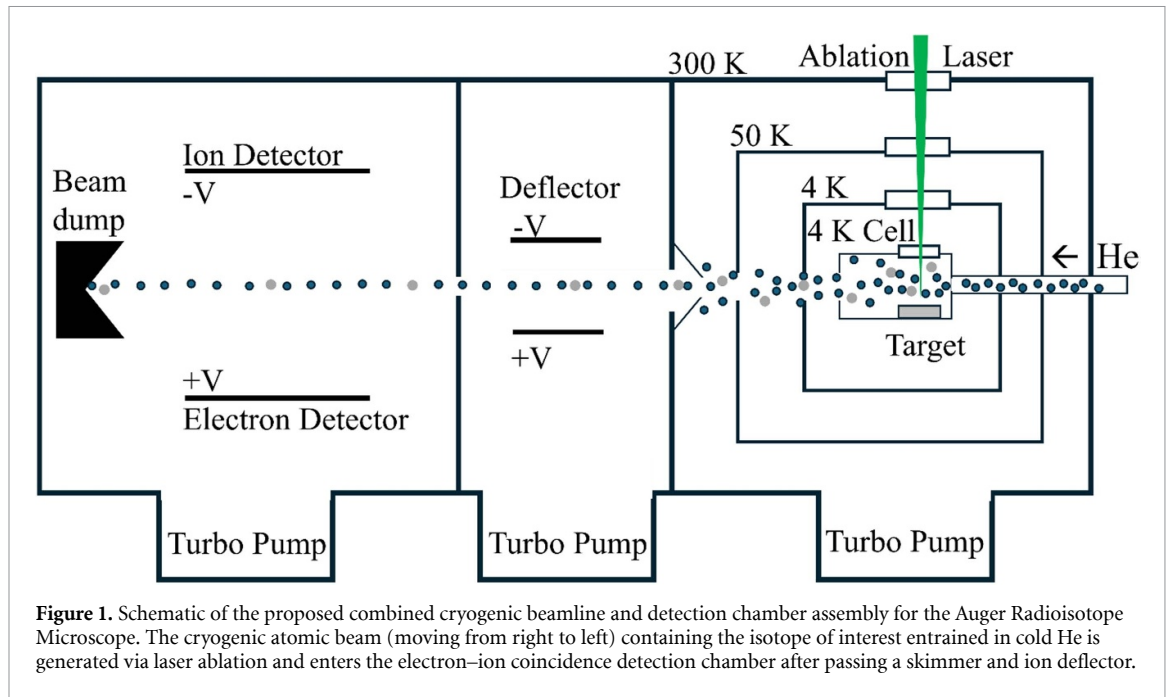 300 K
Ablation Laser
50 K
4 K
4 K Cell
← He
Target
Ion Detector
-V
Beam
dump
Deflector
-V
+V
+V
Electron Detector
Turbo Pump
Turbo Pump
Turbo Pump
Figure 1. Schematic of the proposed combined cryogenic beamline and detection chamber assembly for the Auger Radioisotope
Microscope. The cryogenic atomic beam (moving from right to left) containing the isotope of interest entrained in cold He is
generated via laser ablation and enters the electron–ion coincidence detection chamber after passing a skimmer and ion deflector.